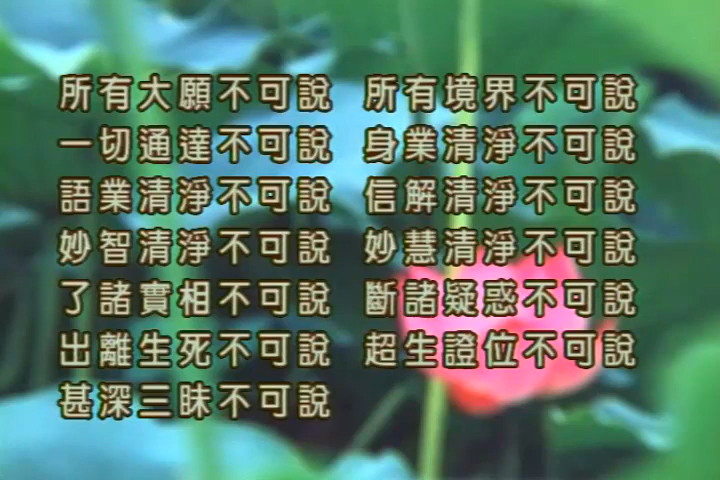 所有大願不可說　所有境界不可說
一切通達不可說　身業清淨不可說
語業清淨不可說　信解清淨不可說
妙智清淨不可說　妙慧清淨不可說
了諸實相不可說　斷諸疑惑不可說
出離生死不可說　超生證位不可說
甚深三昧不可說